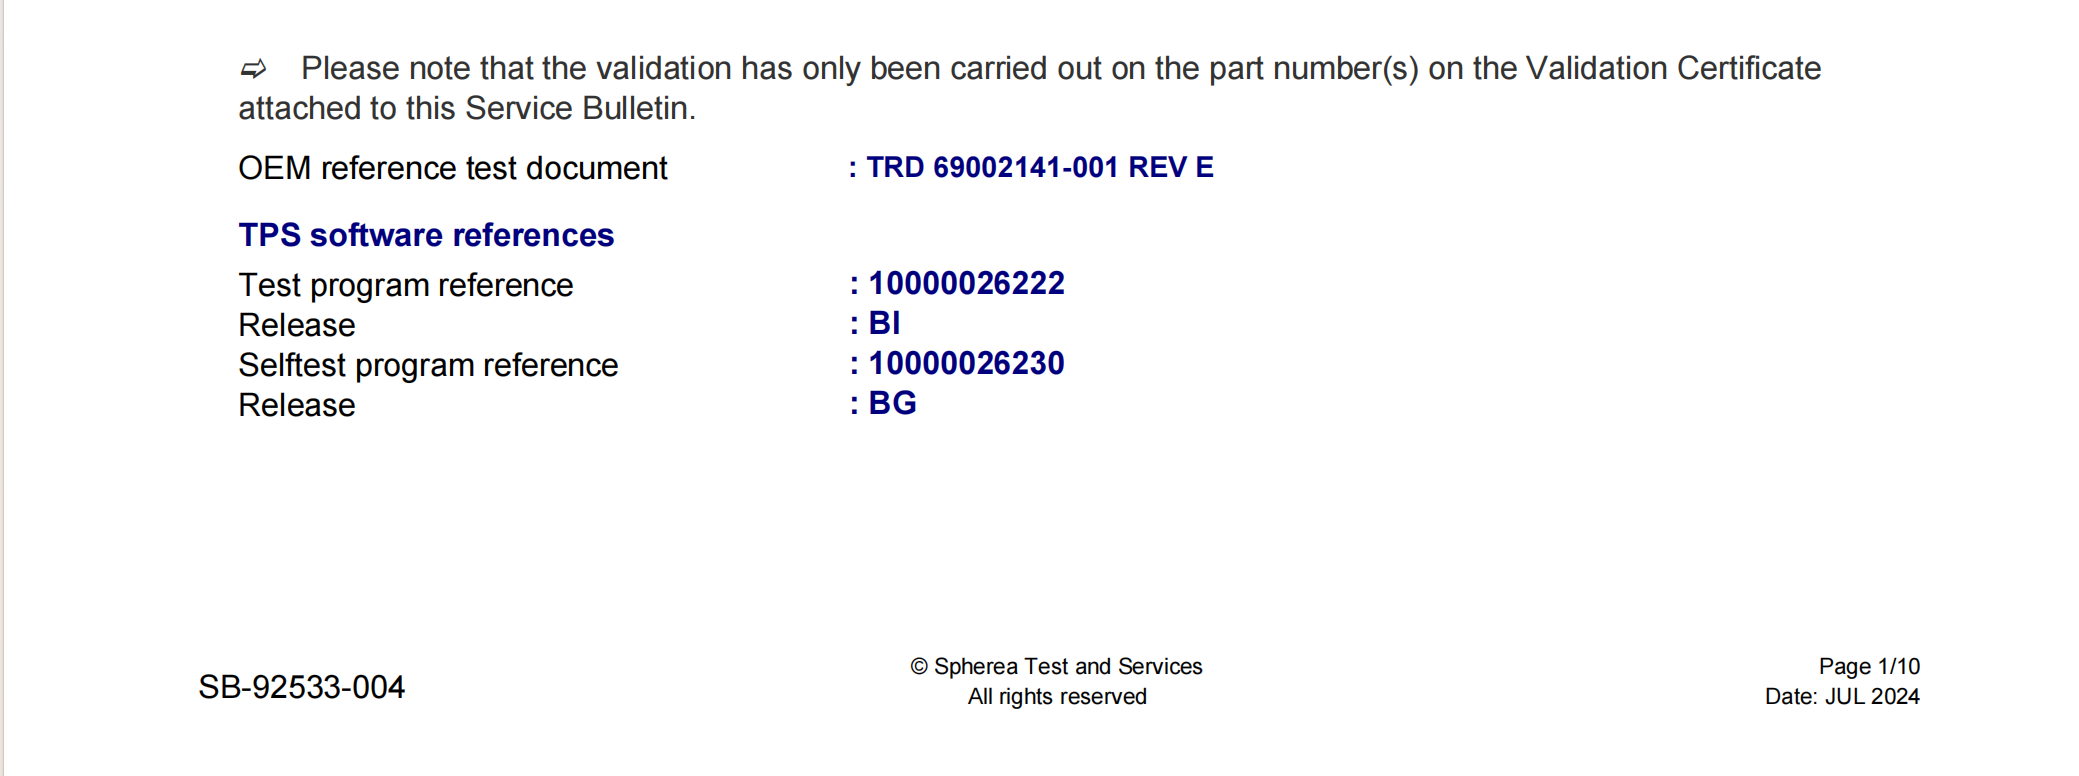 ➯ Please note that the validation has only been carried out on the part number(s) on the Validation Certificate
attached to this Service Bulletin.
OEM reference test document : TRD 69002141-001 REV E
TPS software references
Test program reference : 10000026222
Release : BI
Selftest program reference : 10000026230
Release : BG
SB-92533-004
© Spherea Test and Services
All rights reserved
Page 1/10
Date: JUL 2024